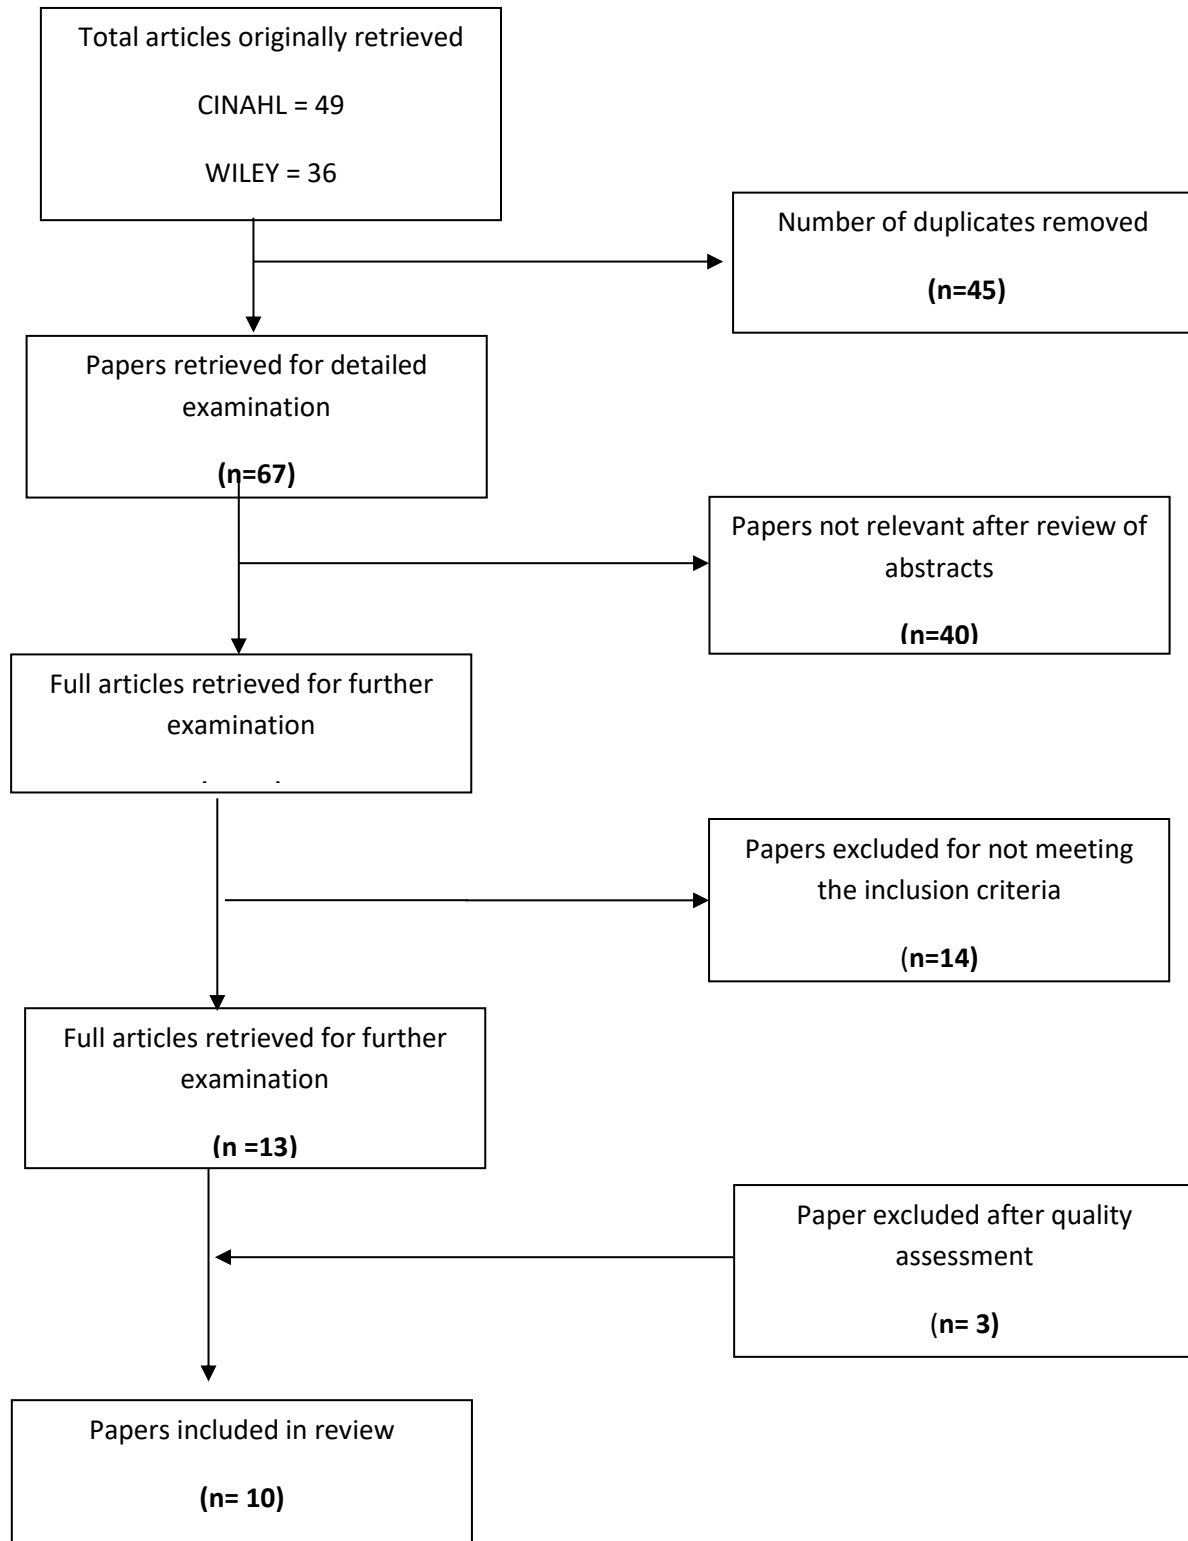 Total articles originally retrieved
CINAHL = 49
WILEY = 36
Number of duplicates removed
(n=45)
Papers retrieved for detailed
examination
(n=67)
Papers not relevant after review of
abstracts
(n=40)
Full articles retrieved for further
examination
Papers excluded for not meeting
the inclusion criteria
(n=14)
Full articles retrieved for further
examination
(n =13)
Paper excluded after quality
assessment
(n= 3)
Papers included in review
(n= 10)